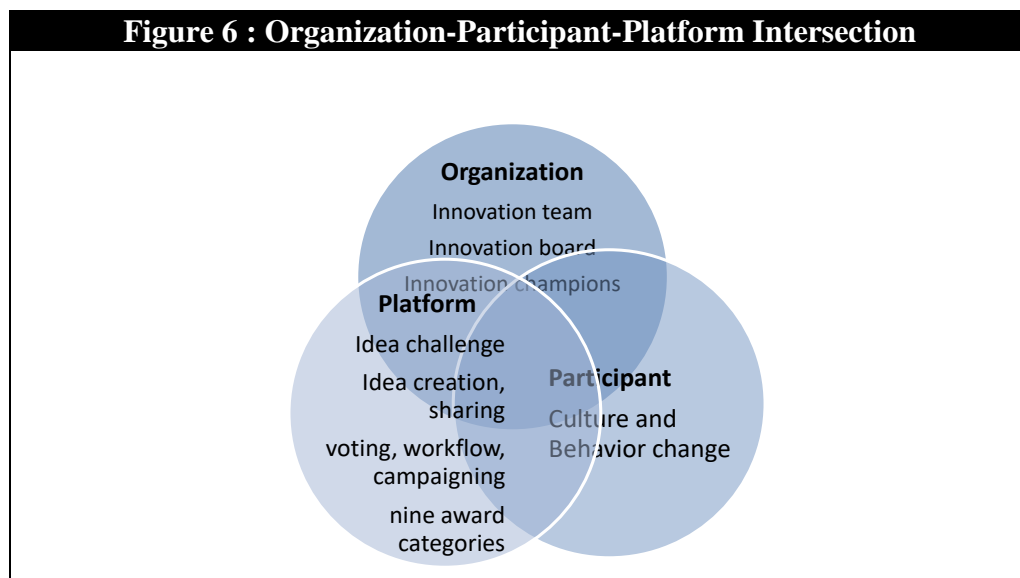 Figure 6 : Organization-Participant-Platform Intersection
Organization
Innovation team
Innovation board
Innovation champions
Platform
Idea challenge
Idea creation,
sharing
voting, workflow,
campaigning
nine award
categories
Participant
Culture and
Behavior change